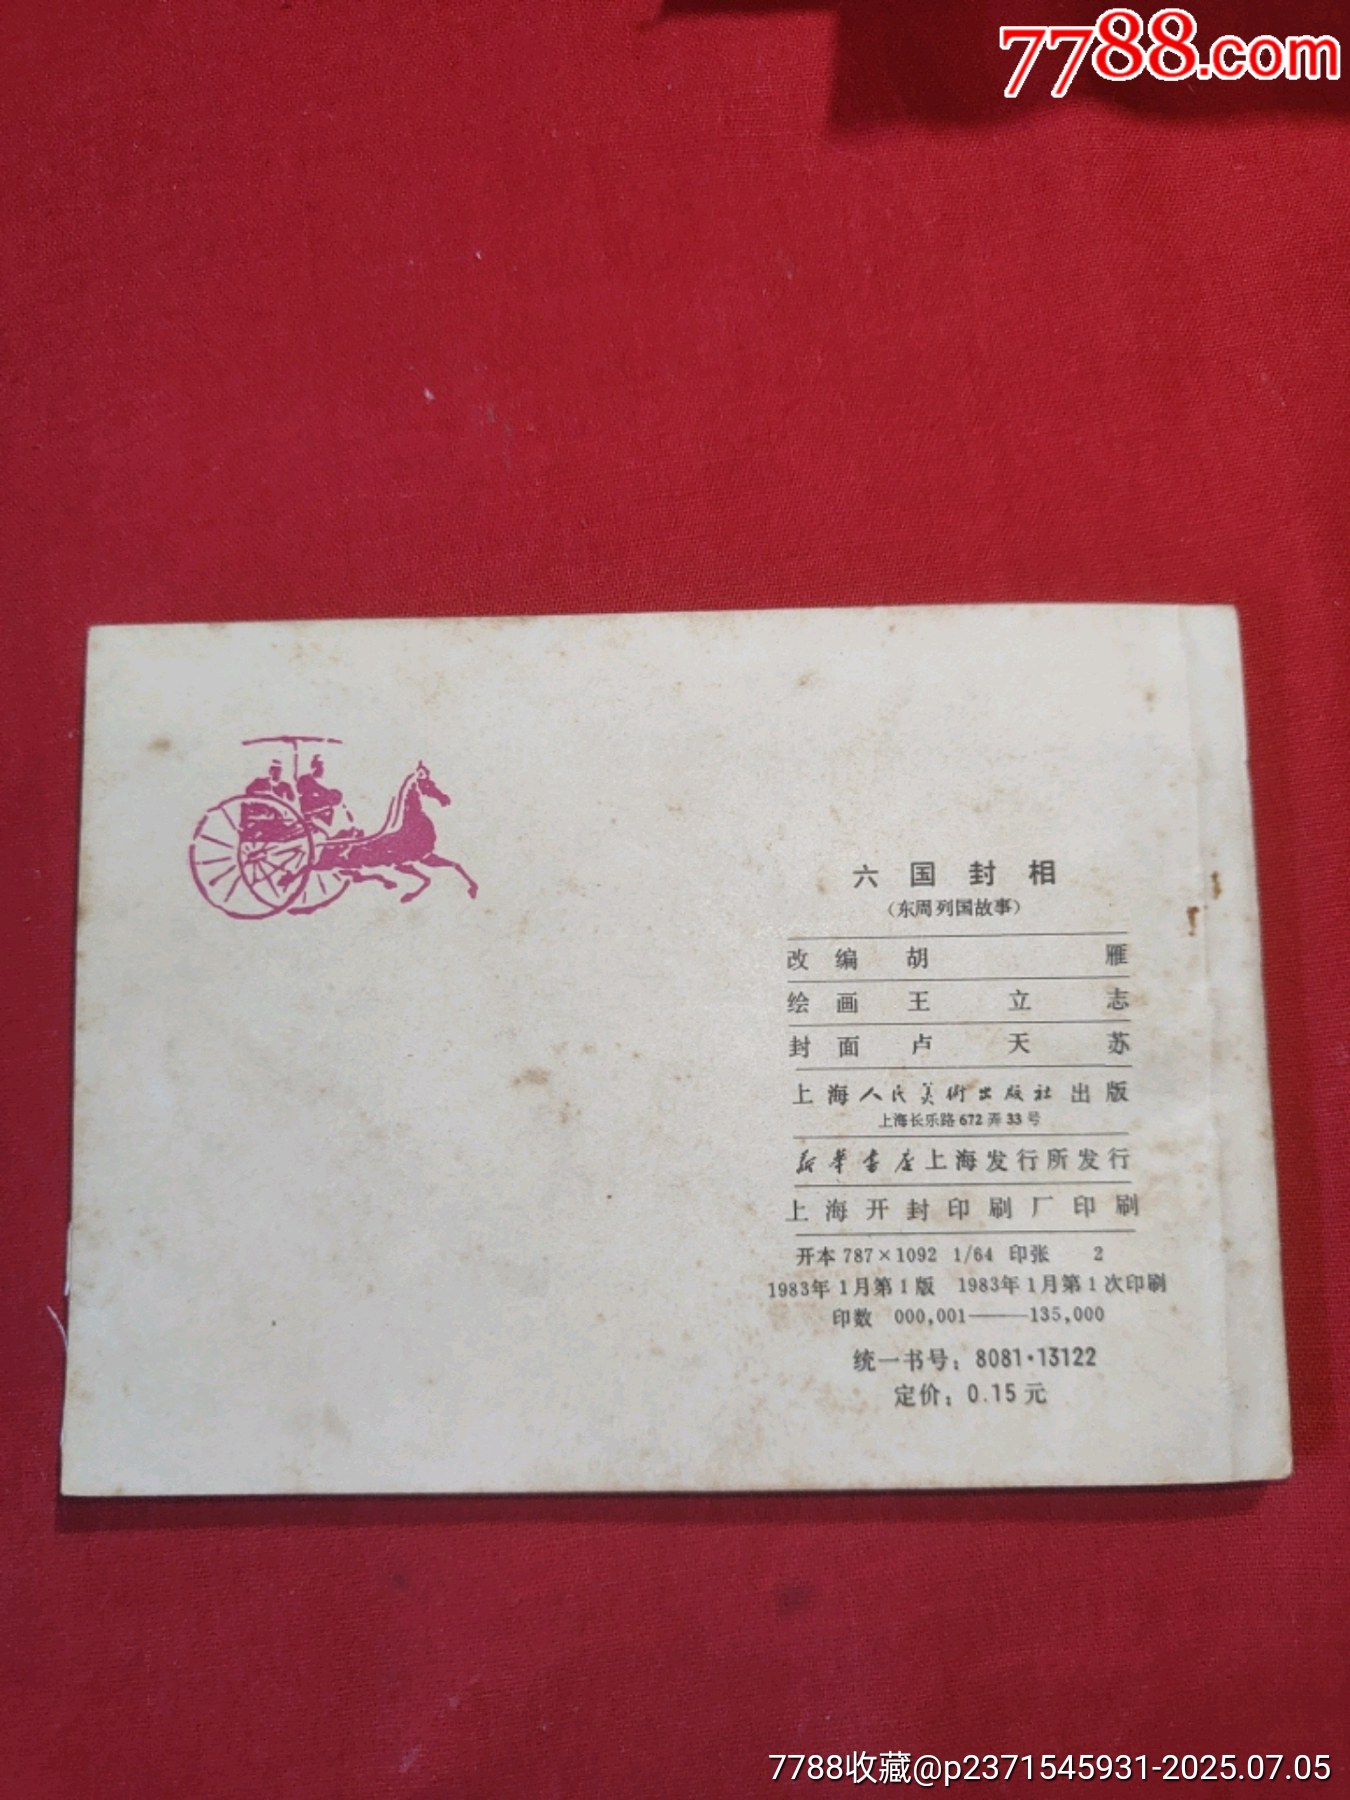 7788.com
六国封相
（东周列国故事）
改编 胡雁
绘画 王立志
封面 卢天苏
上海人民美術出版社出版
上海长乐路672弄33号
新华书店上海发行所发行
上海开封印刷厂印刷
开本787×1092 1/64 印张 2
1983年1月第1版 1983年1月第1次印刷
印数 000,001——135,000
统一书号：8081·13122
定价：0.15元
7788收藏@p2371545931-2025.07.05